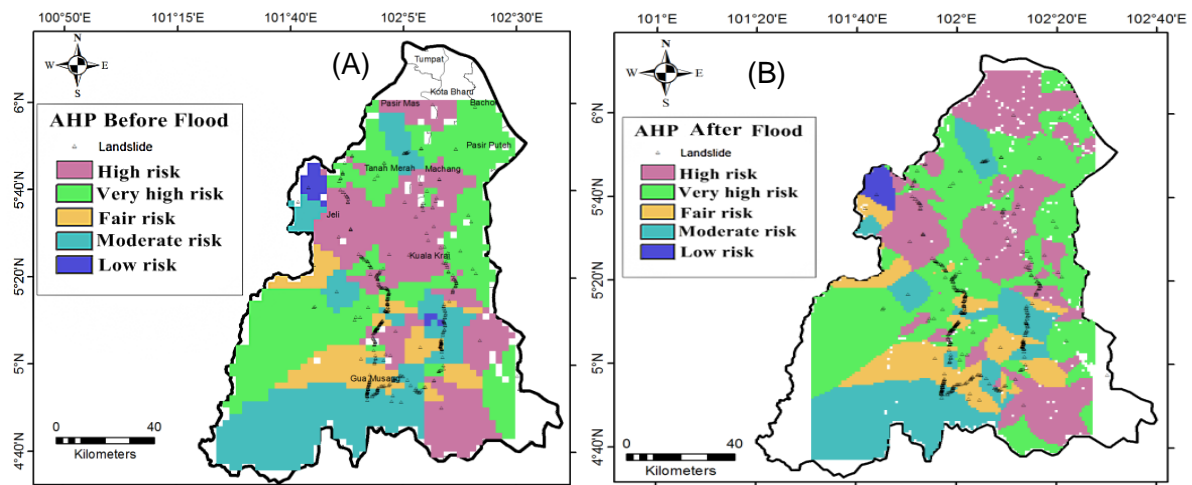 100°50'E 101°15'E 101°40'E 102°5'E 102°30'E
(A)
N
W E
S
AHP Before Flood
Landslide
High risk
Very high risk
Fair risk
Moderate risk
Low risk
Tumpat
Kota Bharu
Pasir Mas
Bacho
Pasir Puteh
Tanah Merah
Machang
Jeli
Kuala Krai
Gua Musang
6°N
5°40'N
5°20'N
5°N
4°40'N
0 40
Kilometers
101°E 101°40'E 102°E 102°20'E 102°40'E
(B)
N
W E
S
AHP After Flood
Landslide
High risk
Very high risk
Fair risk
Moderate risk
Low risk
6°N
5°40'N
5°20'N
5°N
4°40'N
0 40
Kilometers